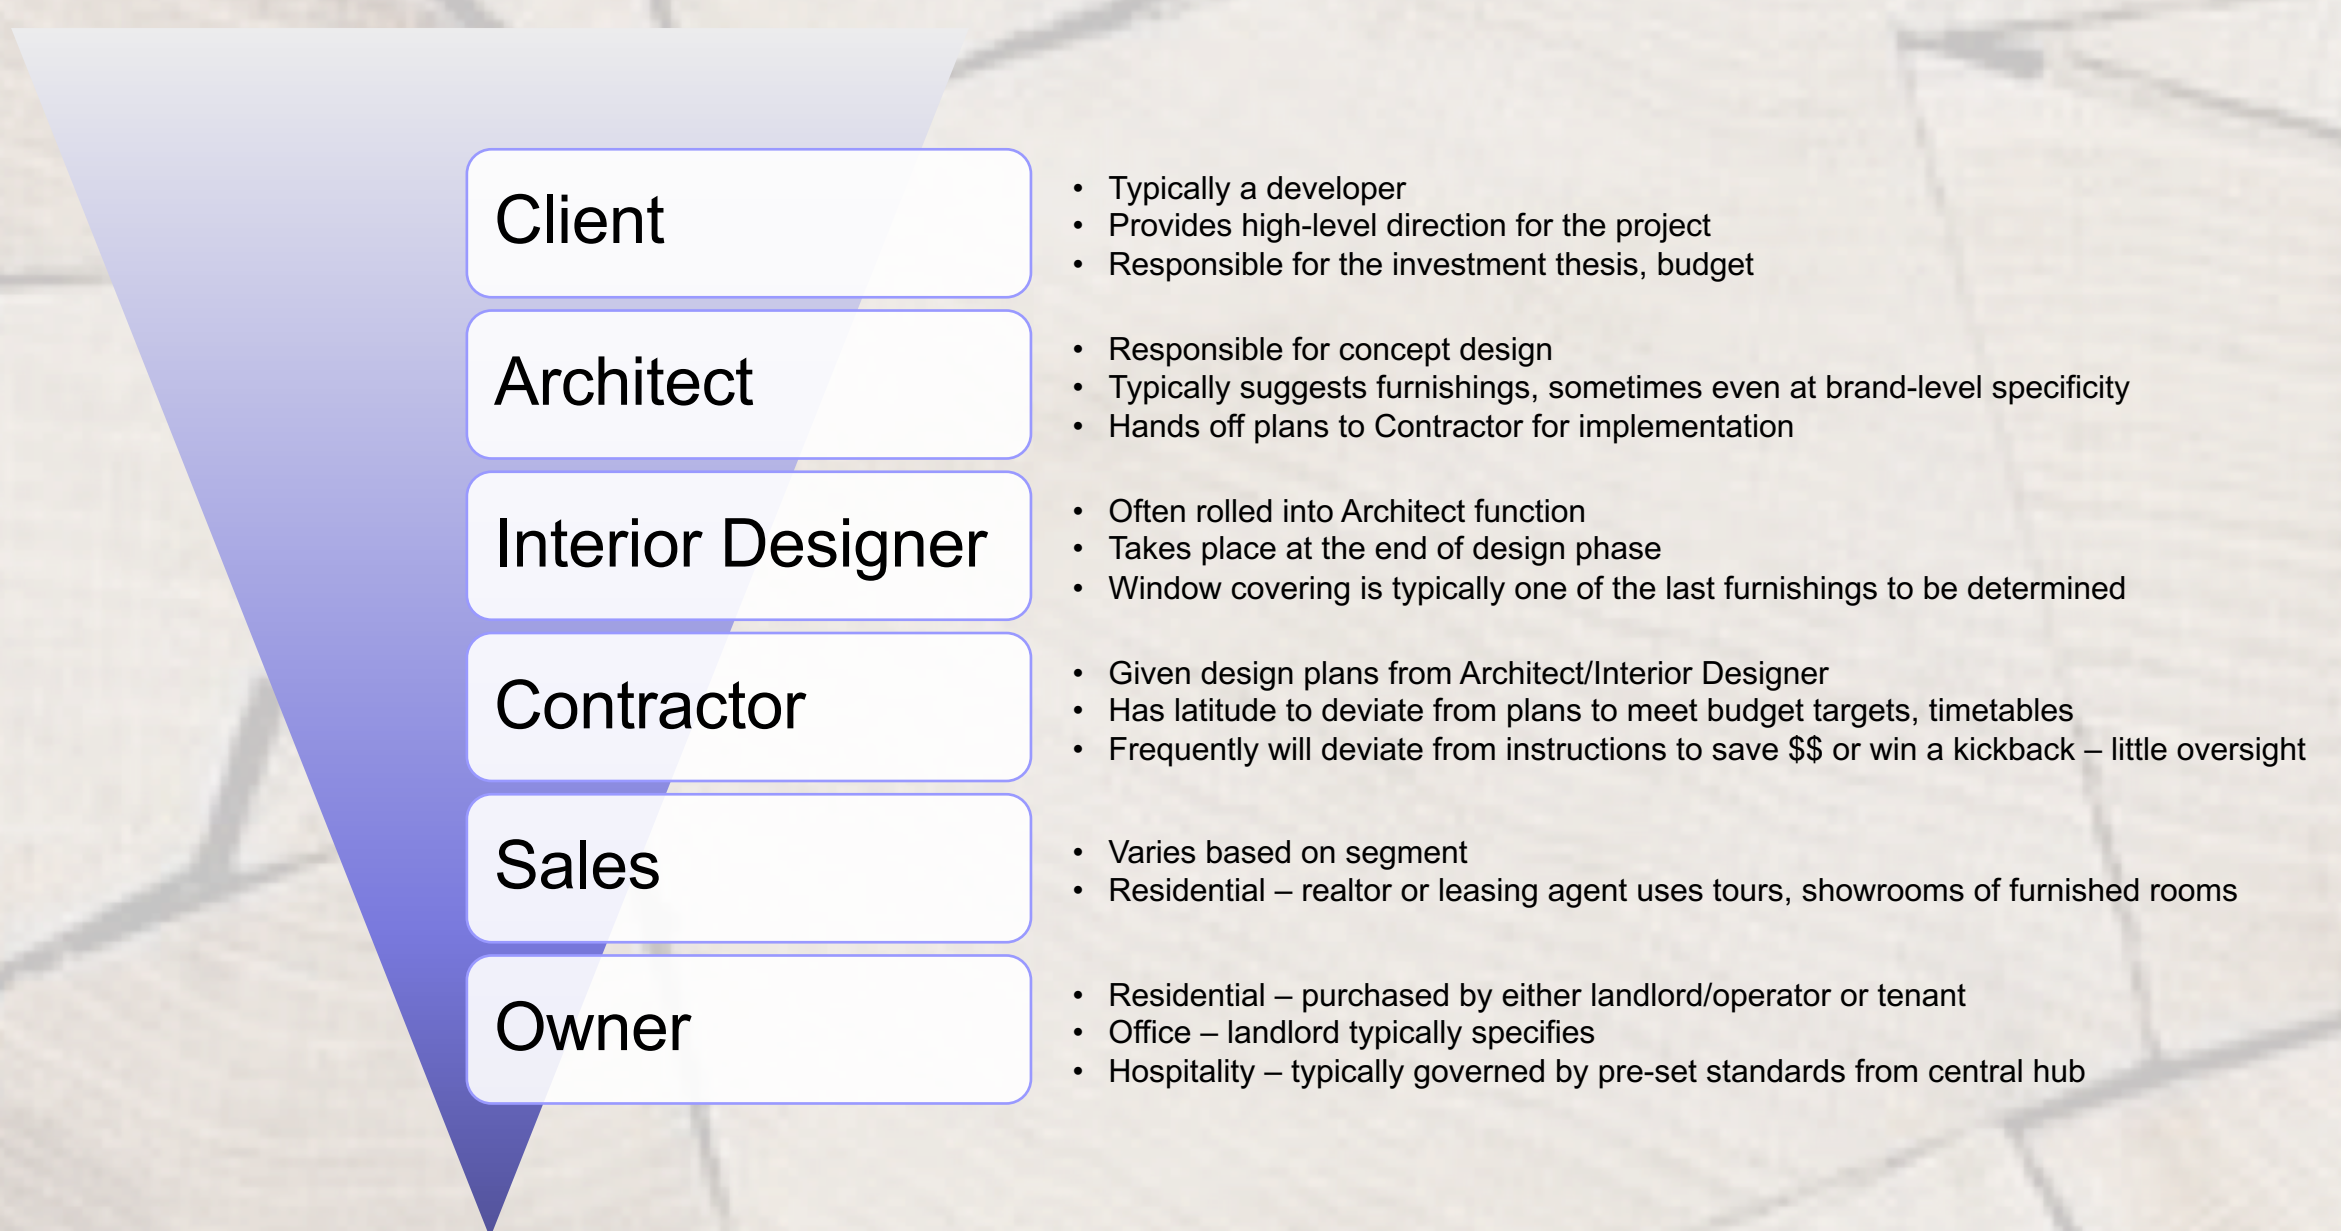 Client
• Typically a developer
• Provides high-level direction for the project
• Responsible for the investment thesis, budget
Architect
• Responsible for concept design
• Typically suggests furnishings, sometimes even at brand-level specificity
• Hands off plans to Contractor for implementation
Interior Designer
• Often rolled into Architect function
• Takes place at the end of design phase
• Window covering is typically one of the last furnishings to be determined
Contractor
• Given design plans from Architect/Interior Designer
• Has latitude to deviate from plans to meet budget targets, timetables
• Frequently will deviate from instructions to save $$ or win a kickback – little oversight
Sales
• Varies based on segment
• Residential – realtor or leasing agent uses tours, showrooms of furnished rooms
Owner
• Residential – purchased by either landlord/operator or tenant
• Office – landlord typically specifies
• Hospitality – typically governed by pre-set standards from central hub